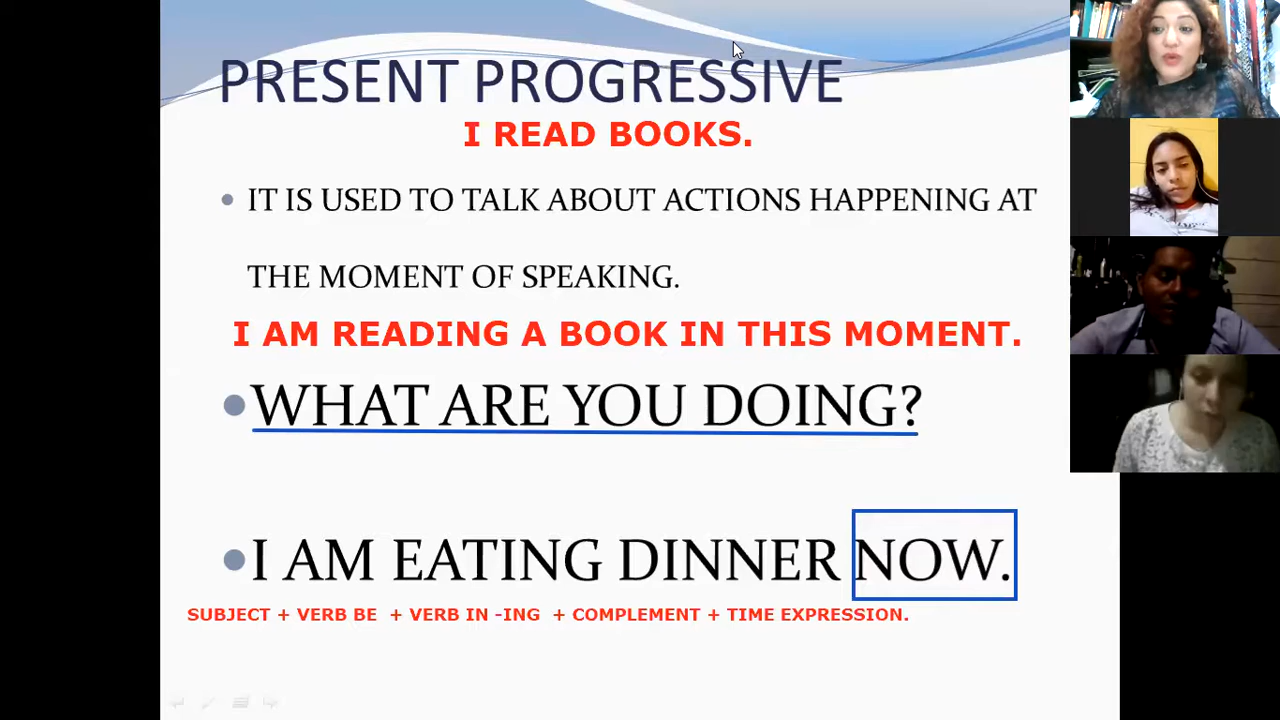 PRESENT PROGRESSIVE
I READ BOOKS.
IT IS USED TO TALK ABOUT ACTIONS HAPPENING AT
THE MOMENT OF SPEAKING.
I AM READING A BOOK IN THIS MOMENT.
WHAT ARE YOU DOING?
I AM EATING DINNER NOW.
SUBJECT + VERB BE + VERB IN -ING + COMPLEMENT + TIME EXPRESSION.